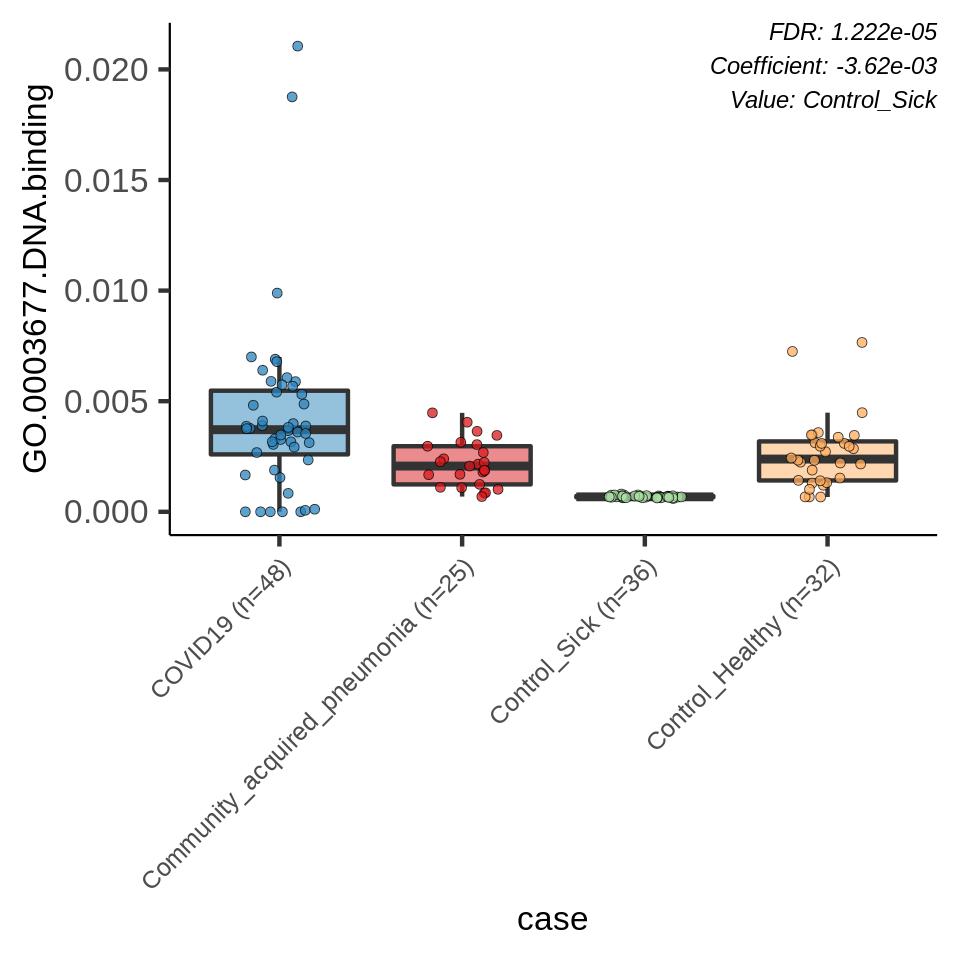 FDR: 1.222e-05
Coefficient: -3.62e-03
Value: Control_Sick
GO.0003677.DNA.binding
0.020
0.015
0.010
0.005
0.000
COVID19 (n=48)
Community_acquired_pneumonia (n=25)
Control_Sick (n=36)
Control_Healthy (n=32)
case